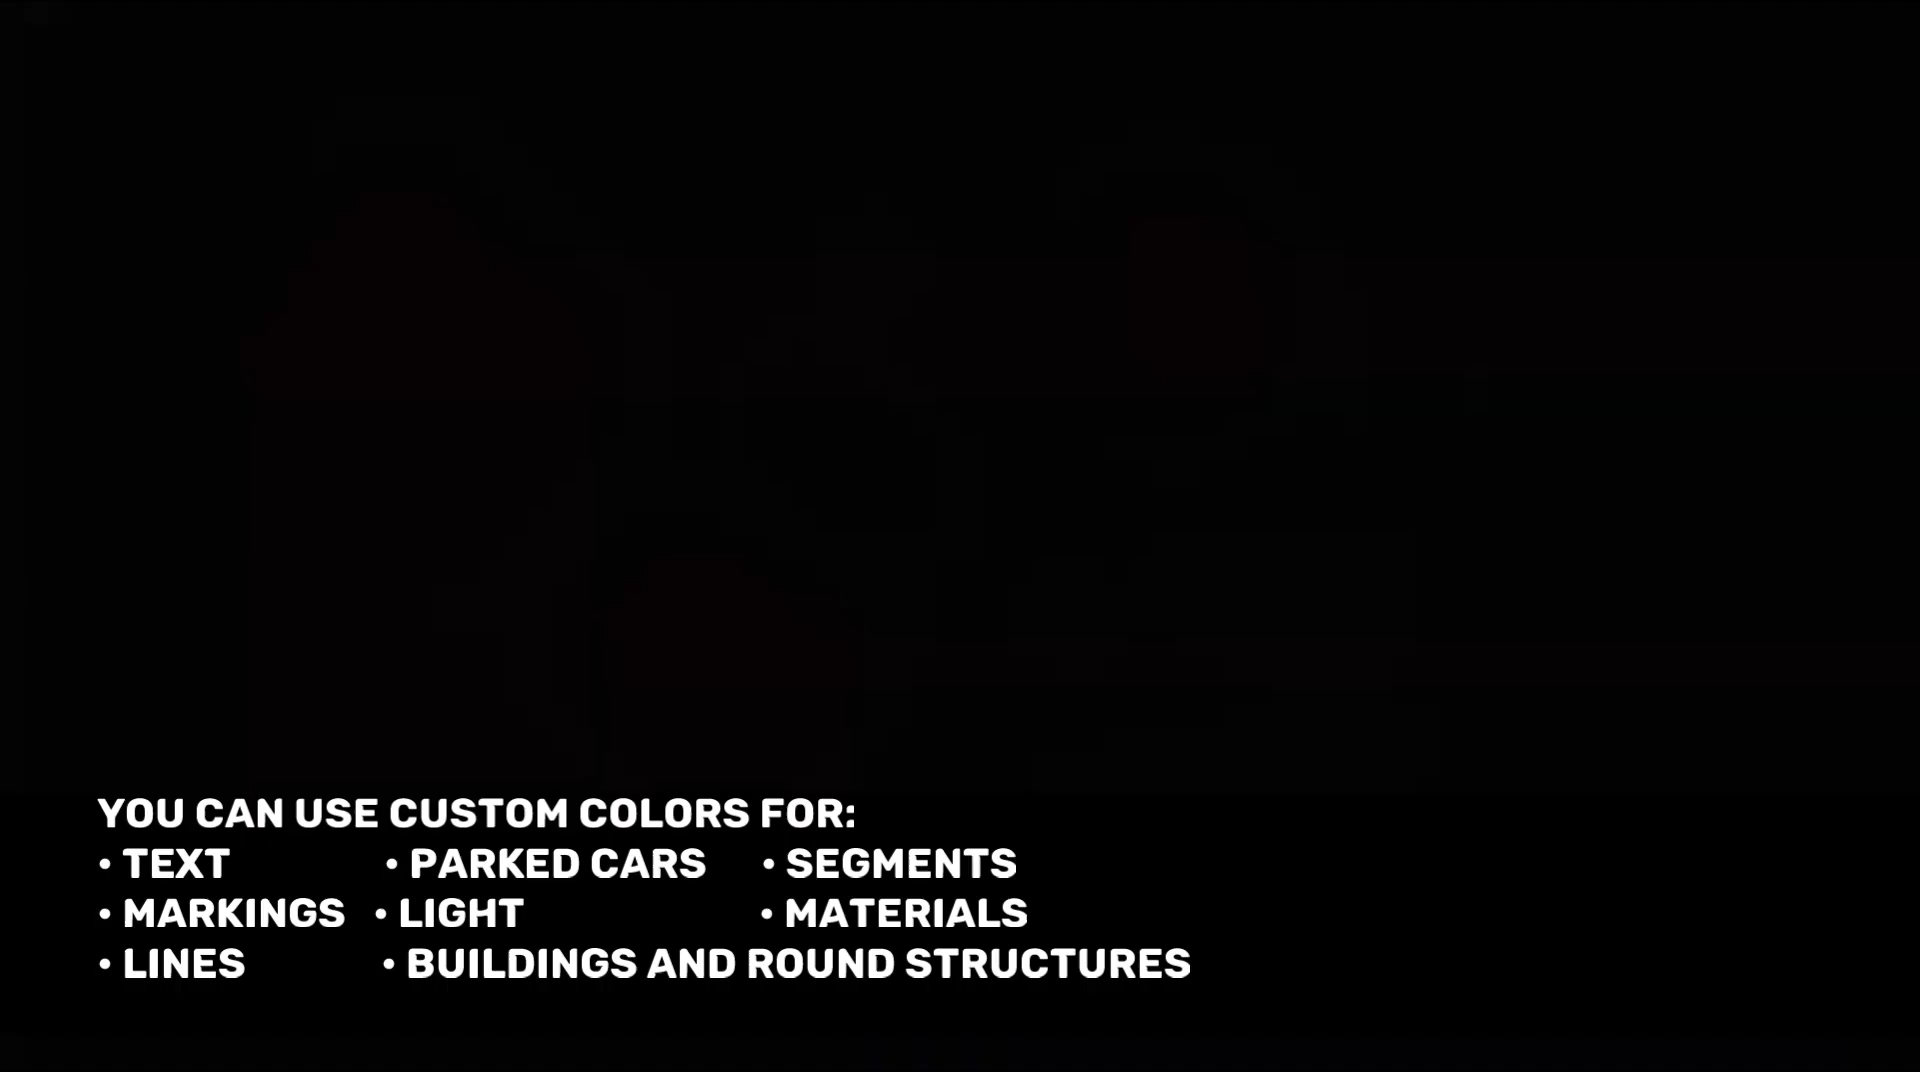 YOU CAN USE CUSTOM COLORS FOR:
• TEXT • PARKED CARS • SEGMENTS
• MARKINGS • LIGHT • MATERIALS
• LINES • BUILDINGS AND ROUND STRUCTURES